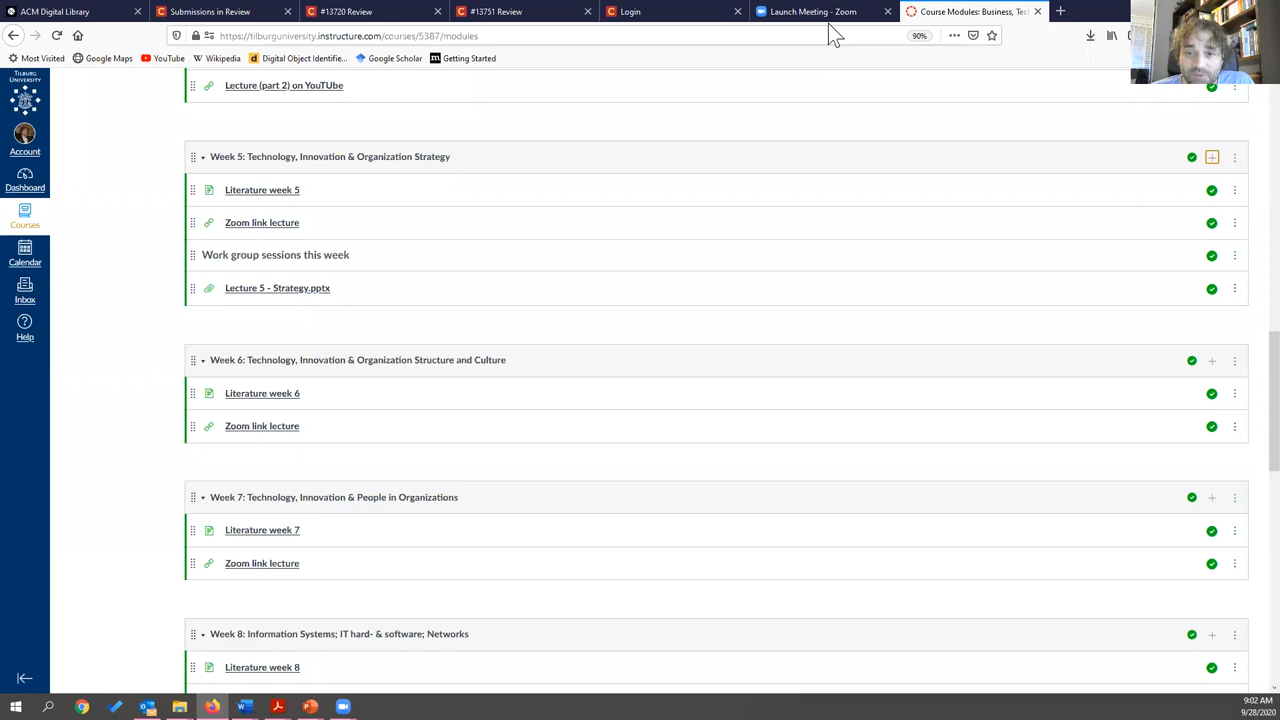 ACM Digital Library
Submissions in Review
#13720 Review
#13751 Review
Login
Launch Meeting - Zoom
Course Modules: Business, Tec
https://tilburguniversity.instructure.com/courses/5387/modules
90%
Most Visited
Google Maps
YouTube
Wikipedia
Digital Object Identifie...
Google Scholar
Getting Started
TILBURG
UNIVERSITY
Account
Dashboard
Courses
Calendar
Inbox
Help
Lecture (part 2) on YouTUbe
Week 5: Technology, Innovation & Organization Strategy
Literature week 5
Zoom link lecture
Work group sessions this week
Lecture 5 - Strategy.pptx
Week 6: Technology, Innovation & Organization Structure and Culture
Literature week 6
Zoom link lecture
Week 7: Technology, Innovation & People in Organizations
Literature week 7
Zoom link lecture
Week 8: Information Systems; IT hard- & software; Networks
Literature week 8
9:02 AM
9/28/2020